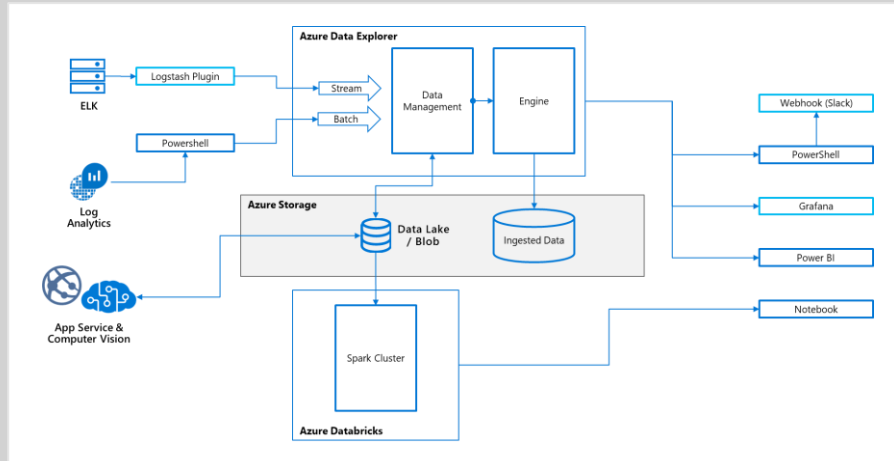 Azure Data Explorer
ELK
Logstash Plugin
Stream
Batch
Data
Management
Engine
Powershell
Log
Analytics
Webhook (Slack)
PowerShell
Grafana
Power BI
Notebook
Azure Storage
Data Lake
/ Blob
Ingested Data
App Service &
Computer Vision
Spark Cluster
Azure Databricks